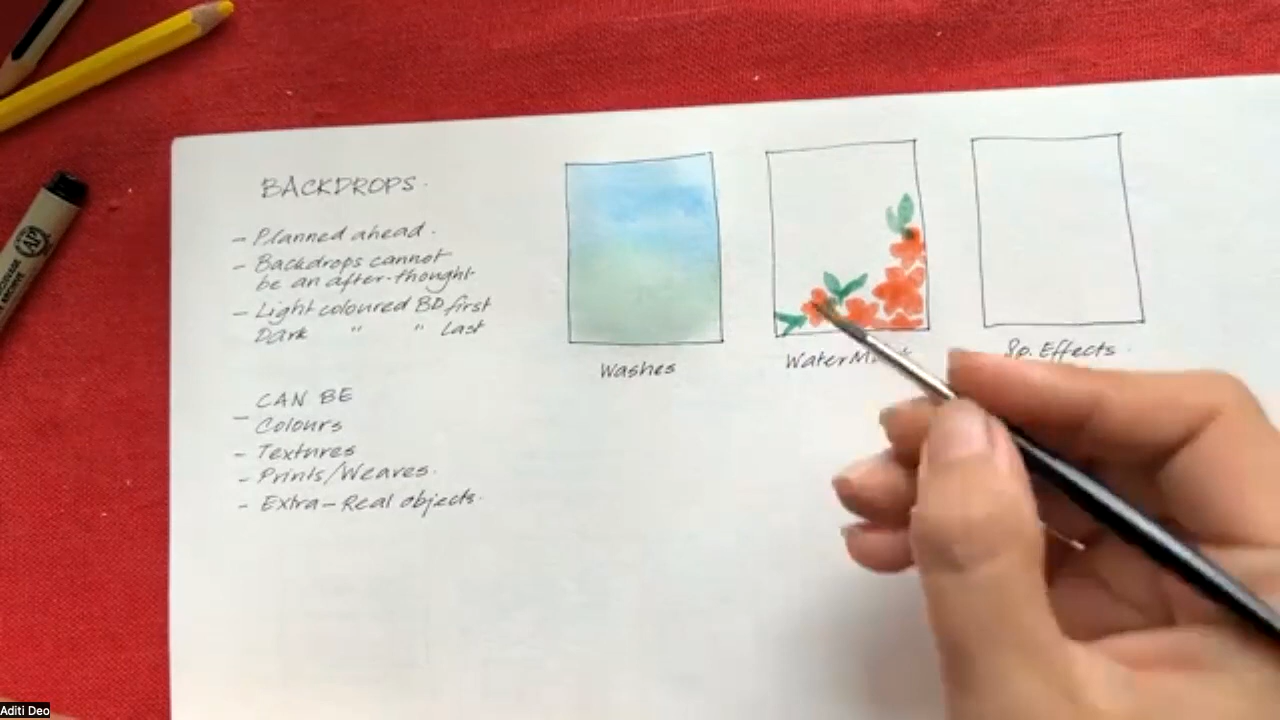 BACKDROPS.
- Planned ahead.
- Backdrops cannot
be an after-thought
- Light coloured BD first
Dark " " Last
CAN BE
- Colours
- Textures
- Prints/Weaves.
- Extra-Real objects.
Washes
Sp. Effects.
AP
Aditi Deo